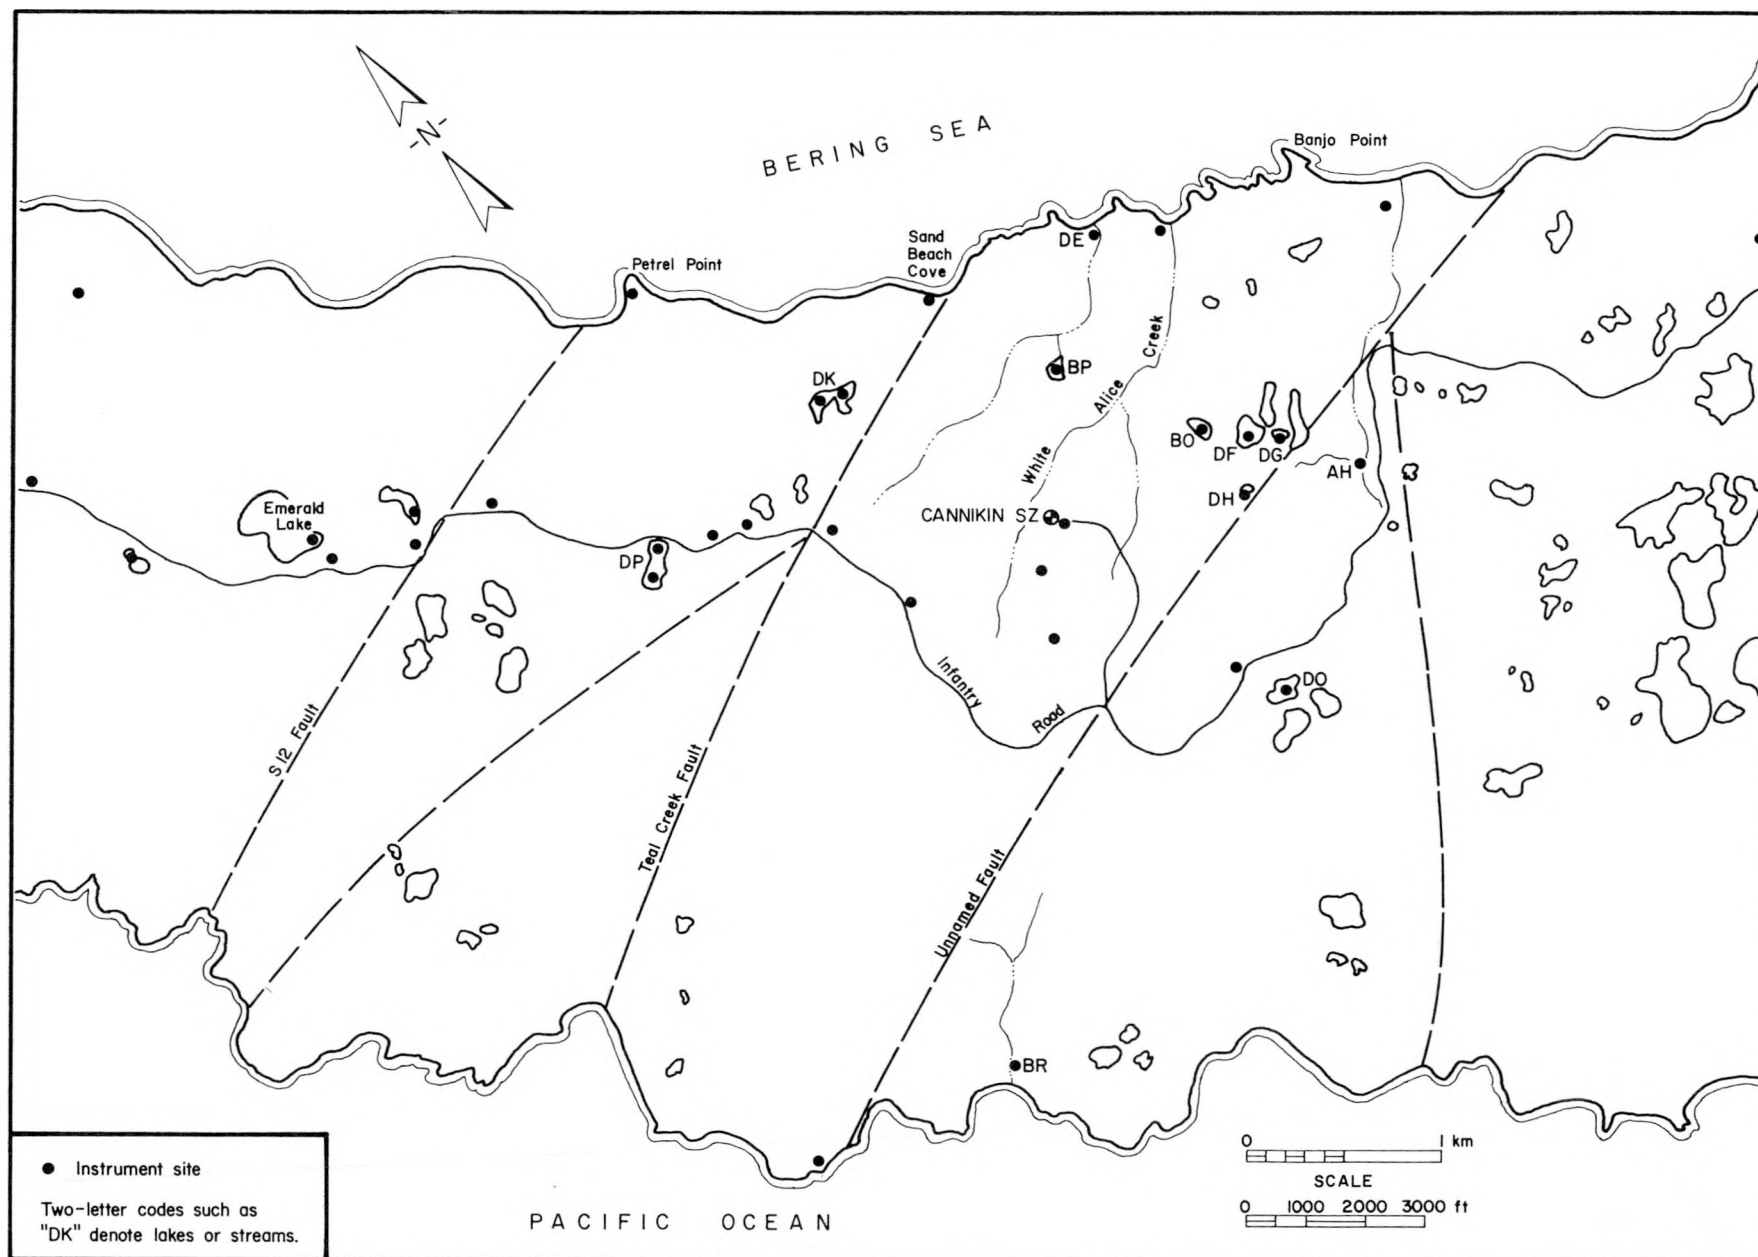 -N-
BERING SEA
Banjo Point
DE
Sand
Beach
Cove
Petrel Point
Creek
BP
DK
Alice
BO
DF
DG
White
AH
DH
Emerald
Lake
CANNIKIN SZ
DP
Infantry
Road
DO
S12 Fault
Teal Creek Fault
Unnamed Fault
BR
0 1 km
SCALE
0 1000 2000 3000 ft
Instrument site
Two-letter codes such as
"DK" denote lakes or streams.
PACIFIC OCEAN